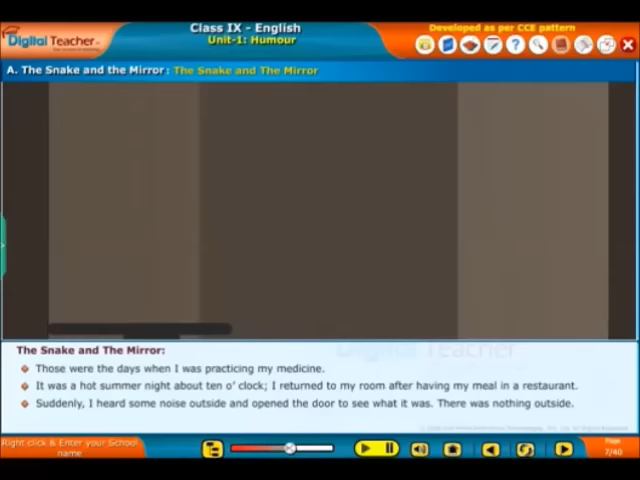 Digital Teacher
Class IX - English
Unit-1: Humour
Developed as per CCE pattern
A. The Snake and the Mirror: The Snake and The Mirror
The Snake and The Mirror:
Those were the days when I was practicing my medicine.
It was a hot summer night about ten o' clock; I returned to my room after having my meal in a restaurant.
Suddenly, I heard some noise outside and opened the door to see what it was. There was nothing outside.
Right click & Enter your School
name
Page
7/40